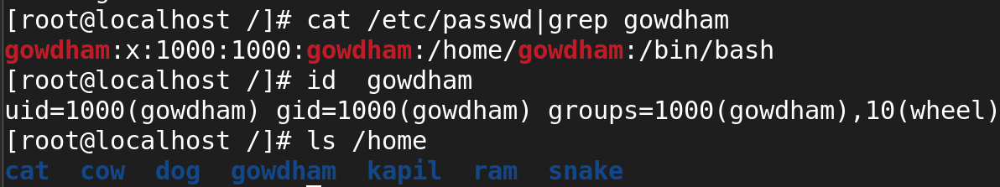 [root@localhost /]# cat /etc/passwd|grep gowdham
gowdham:x:1000:1000:gowdham:/home/gowdham:/bin/bash
[root@localhost /]# id  gowdham
uid=1000(gowdham) gid=1000(gowdham) groups=1000(gowdham),10(wheel)
[root@localhost /]# ls /home
cat  cow  dog  gowdham  kapil  ram  snake